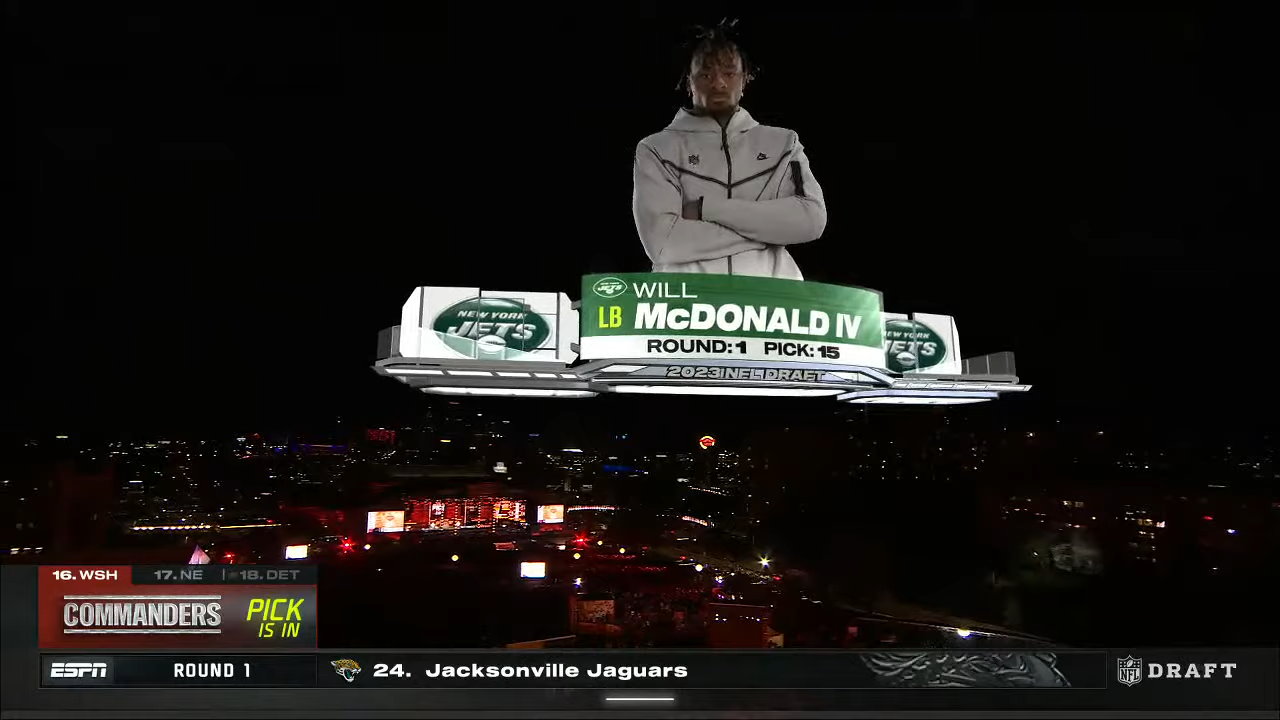 JETS
WILL
LB McDONALD IV
ROUND:1 PICK:15
NEW YORK
JETS
NEW YORK
JETS
2023 NFL DRAFT
16. WSH 17. NE 18. DET
COMMANDERS
PICK
IS IN
ESPN ROUND 1 24. Jacksonville Jaguars NFL DRAFT